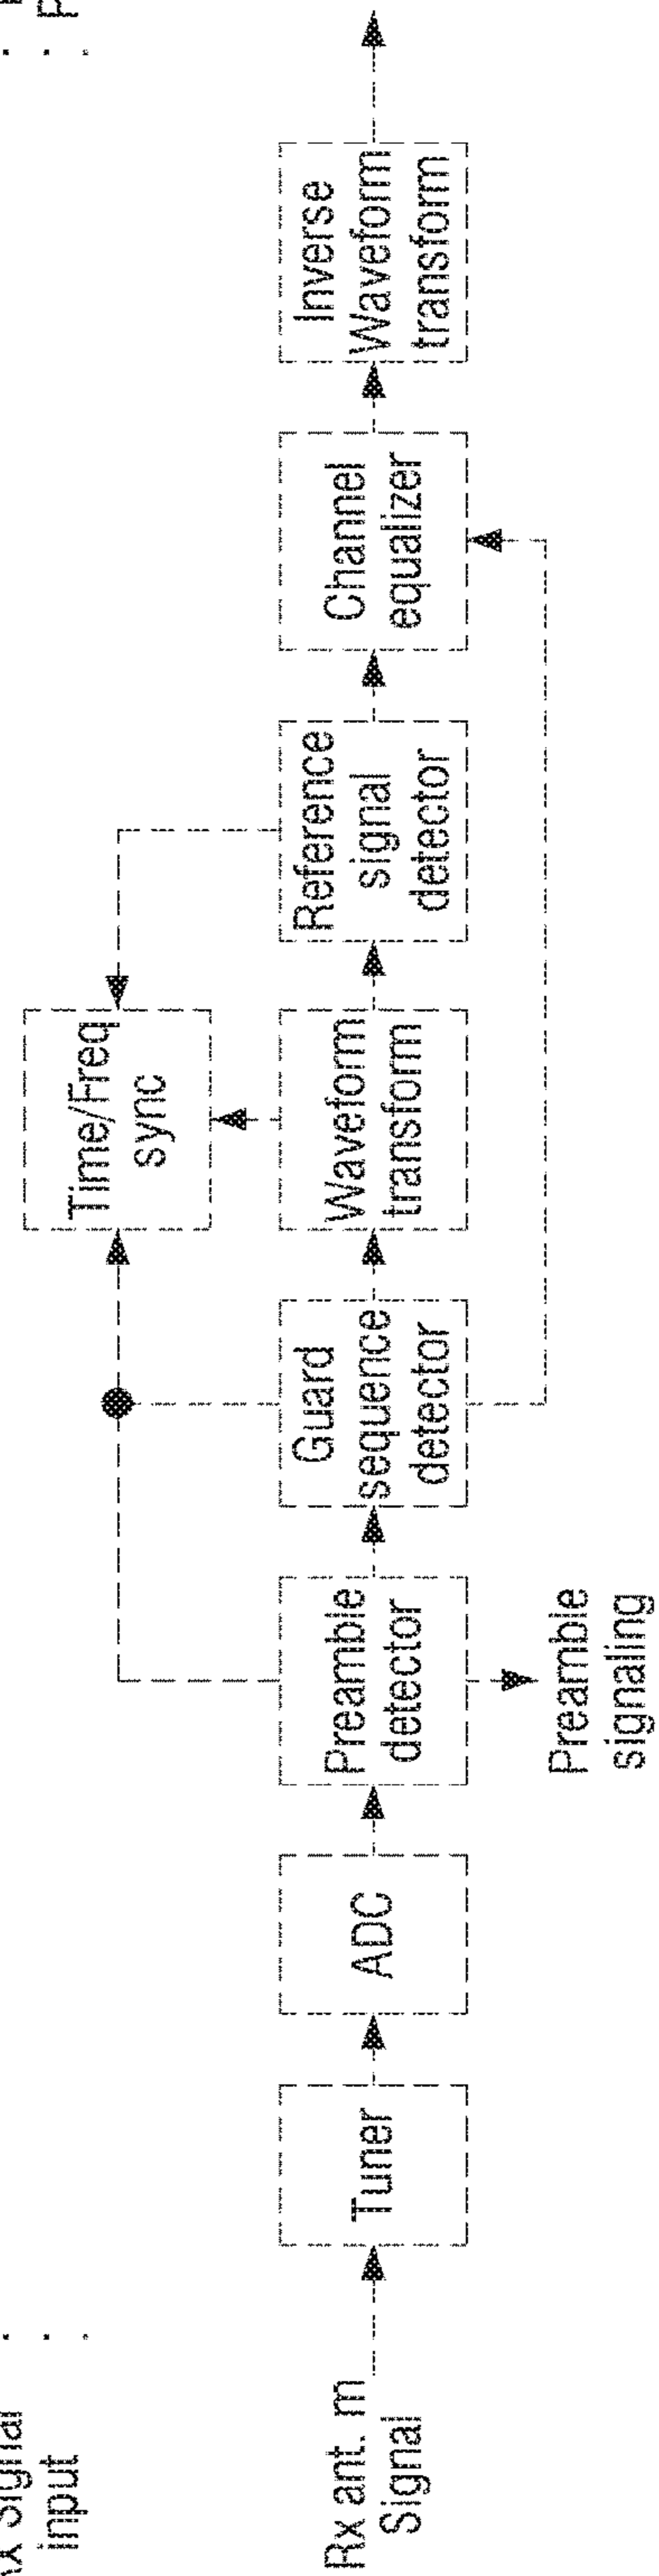 input
Time/Freq
sync
Rx ant. m
Signal
Tuner
ADC
Preamble
detector
Guard
sequence
detector
Waveform
transform
Reference
signal
detector
Channel
equalizer
Inverse
Waveform
transform
Preamble
signaling